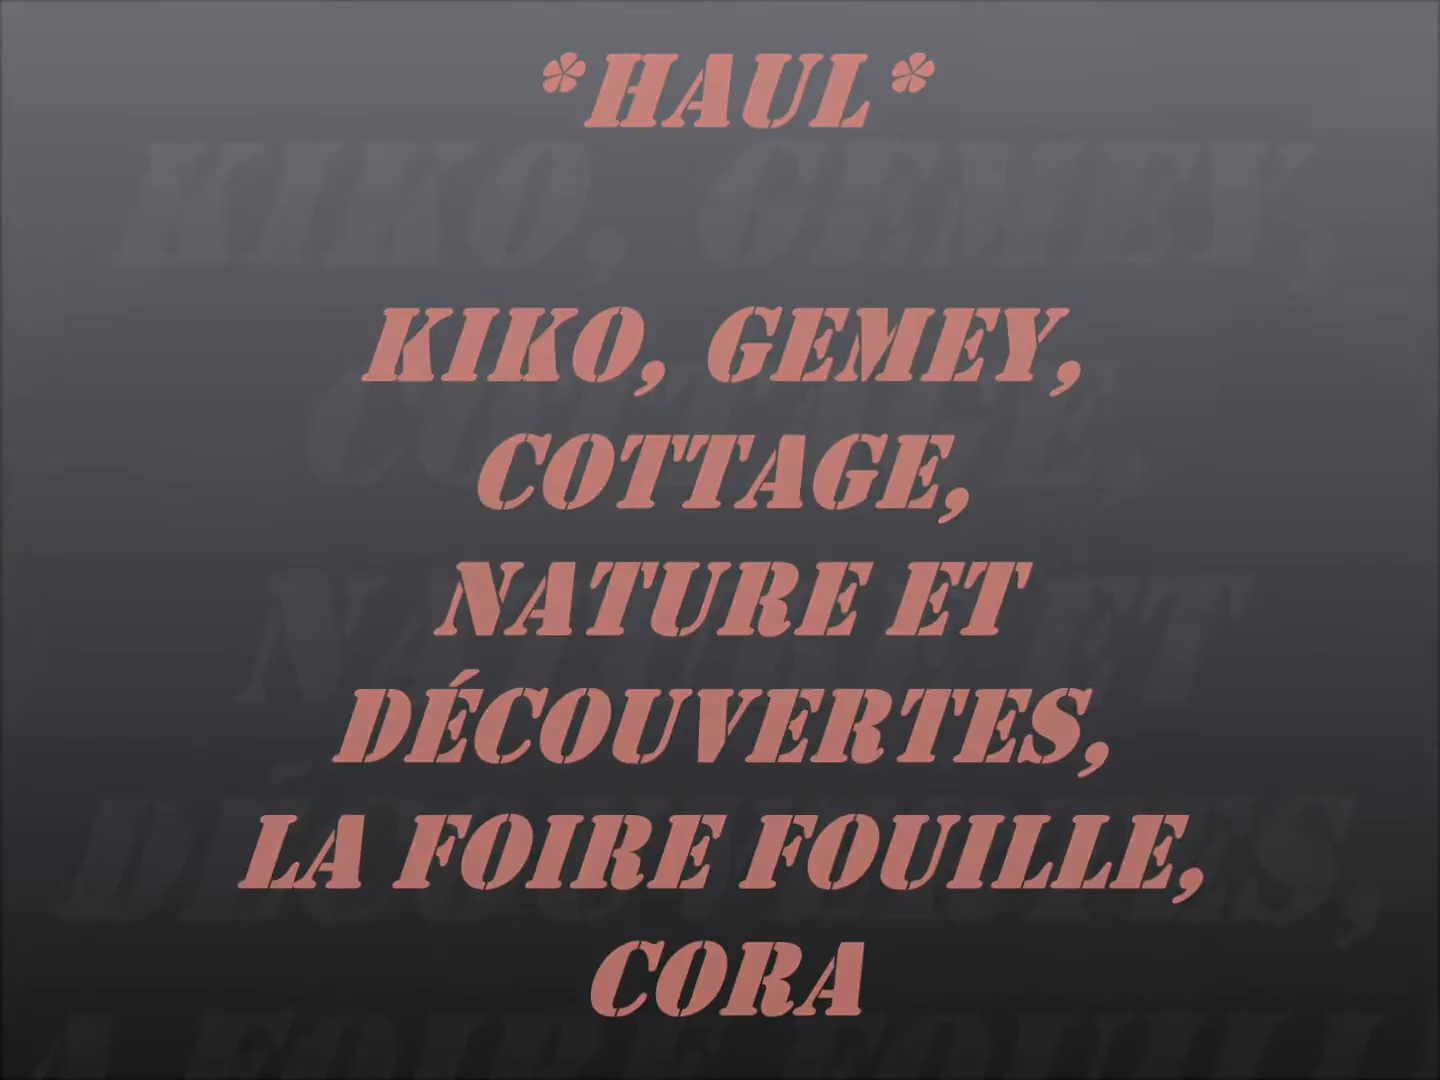 *HAUL*
KIKO, GEMEY,
COTTAGE,
NATURE ET
DÉCOUVERTES,
LA FOIRE FOUILLE,
CORA